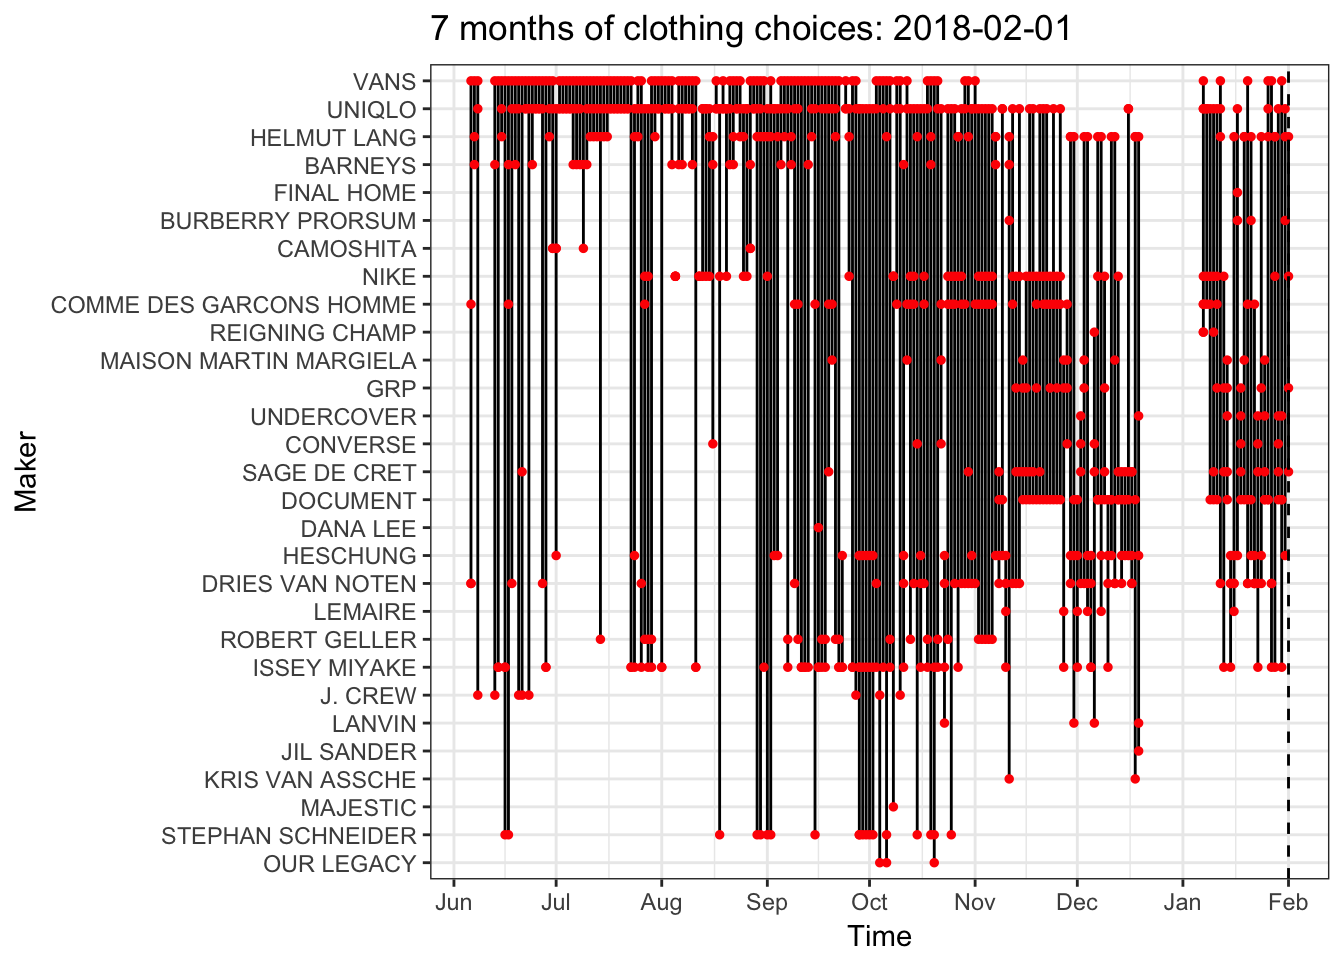 7 months of clothing choices: 2018-02-01
VANS
UNIQLO
HELMUT LANG
BARNEYS
FINAL HOME
BURBERRY PRORSUM
CAMOSHITA
NIKE
COMME DES GARCONS HOMME
REIGNING CHAMP
MAISON MARTIN MARGIELA
GRP
UNDERCOVER
CONVERSE
SAGE DE CRET
DOCUMENT
DANA LEE
HESCHUNG
DRIES VAN NOTEN
LEMAIRE
ROBERT GELLER
ISSEY MIYAKE
J. CREW
LANVIN
JIL SANDER
KRIS VAN ASSCHE
MAJESTIC
STEPHAN SCHNEIDER
OUR LEGACY
Maker
Jun Jul Aug Sep Oct Nov Dec Jan Feb
Time